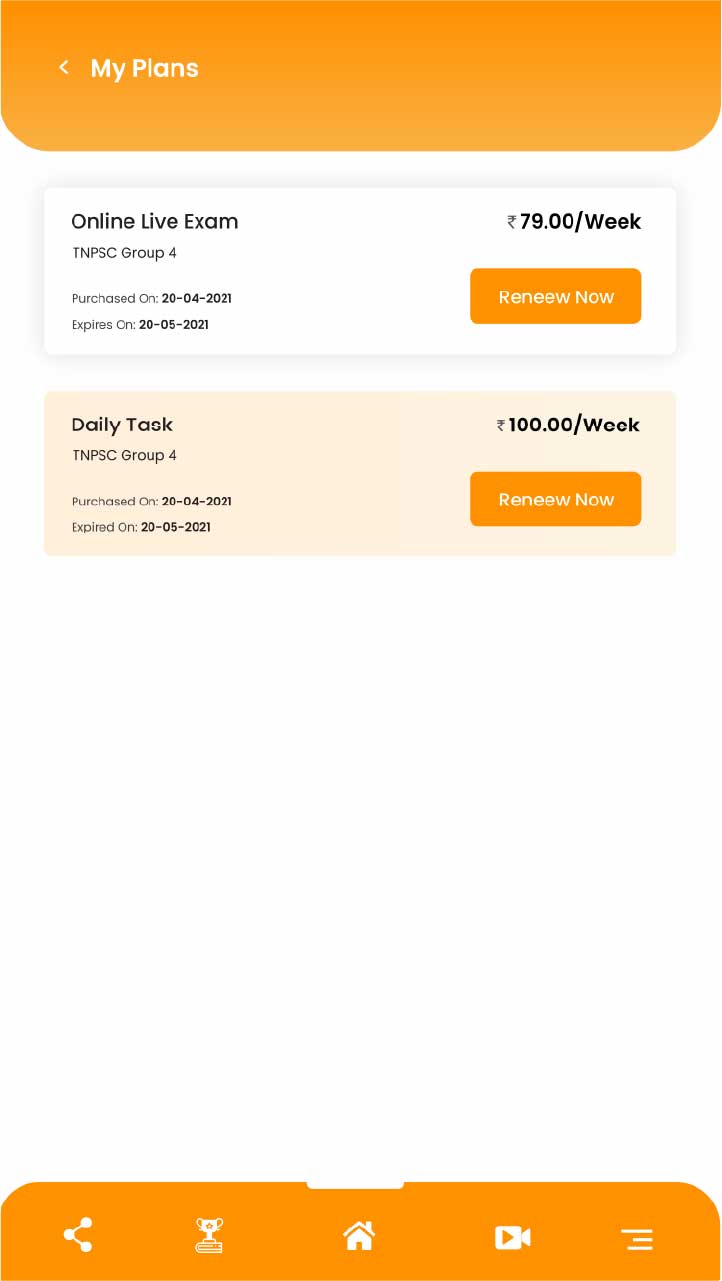 My Plans
Online Live Exam
₹79.00/Week
TNPSC Group 4
Purchased On: 20-04-2021
Expires On: 20-05-2021
Reneew Now
Daily Task
₹100.00/Week
TNPSC Group 4
Purchased On: 20-04-2021
Expired On: 20-05-2021
Reneew Now